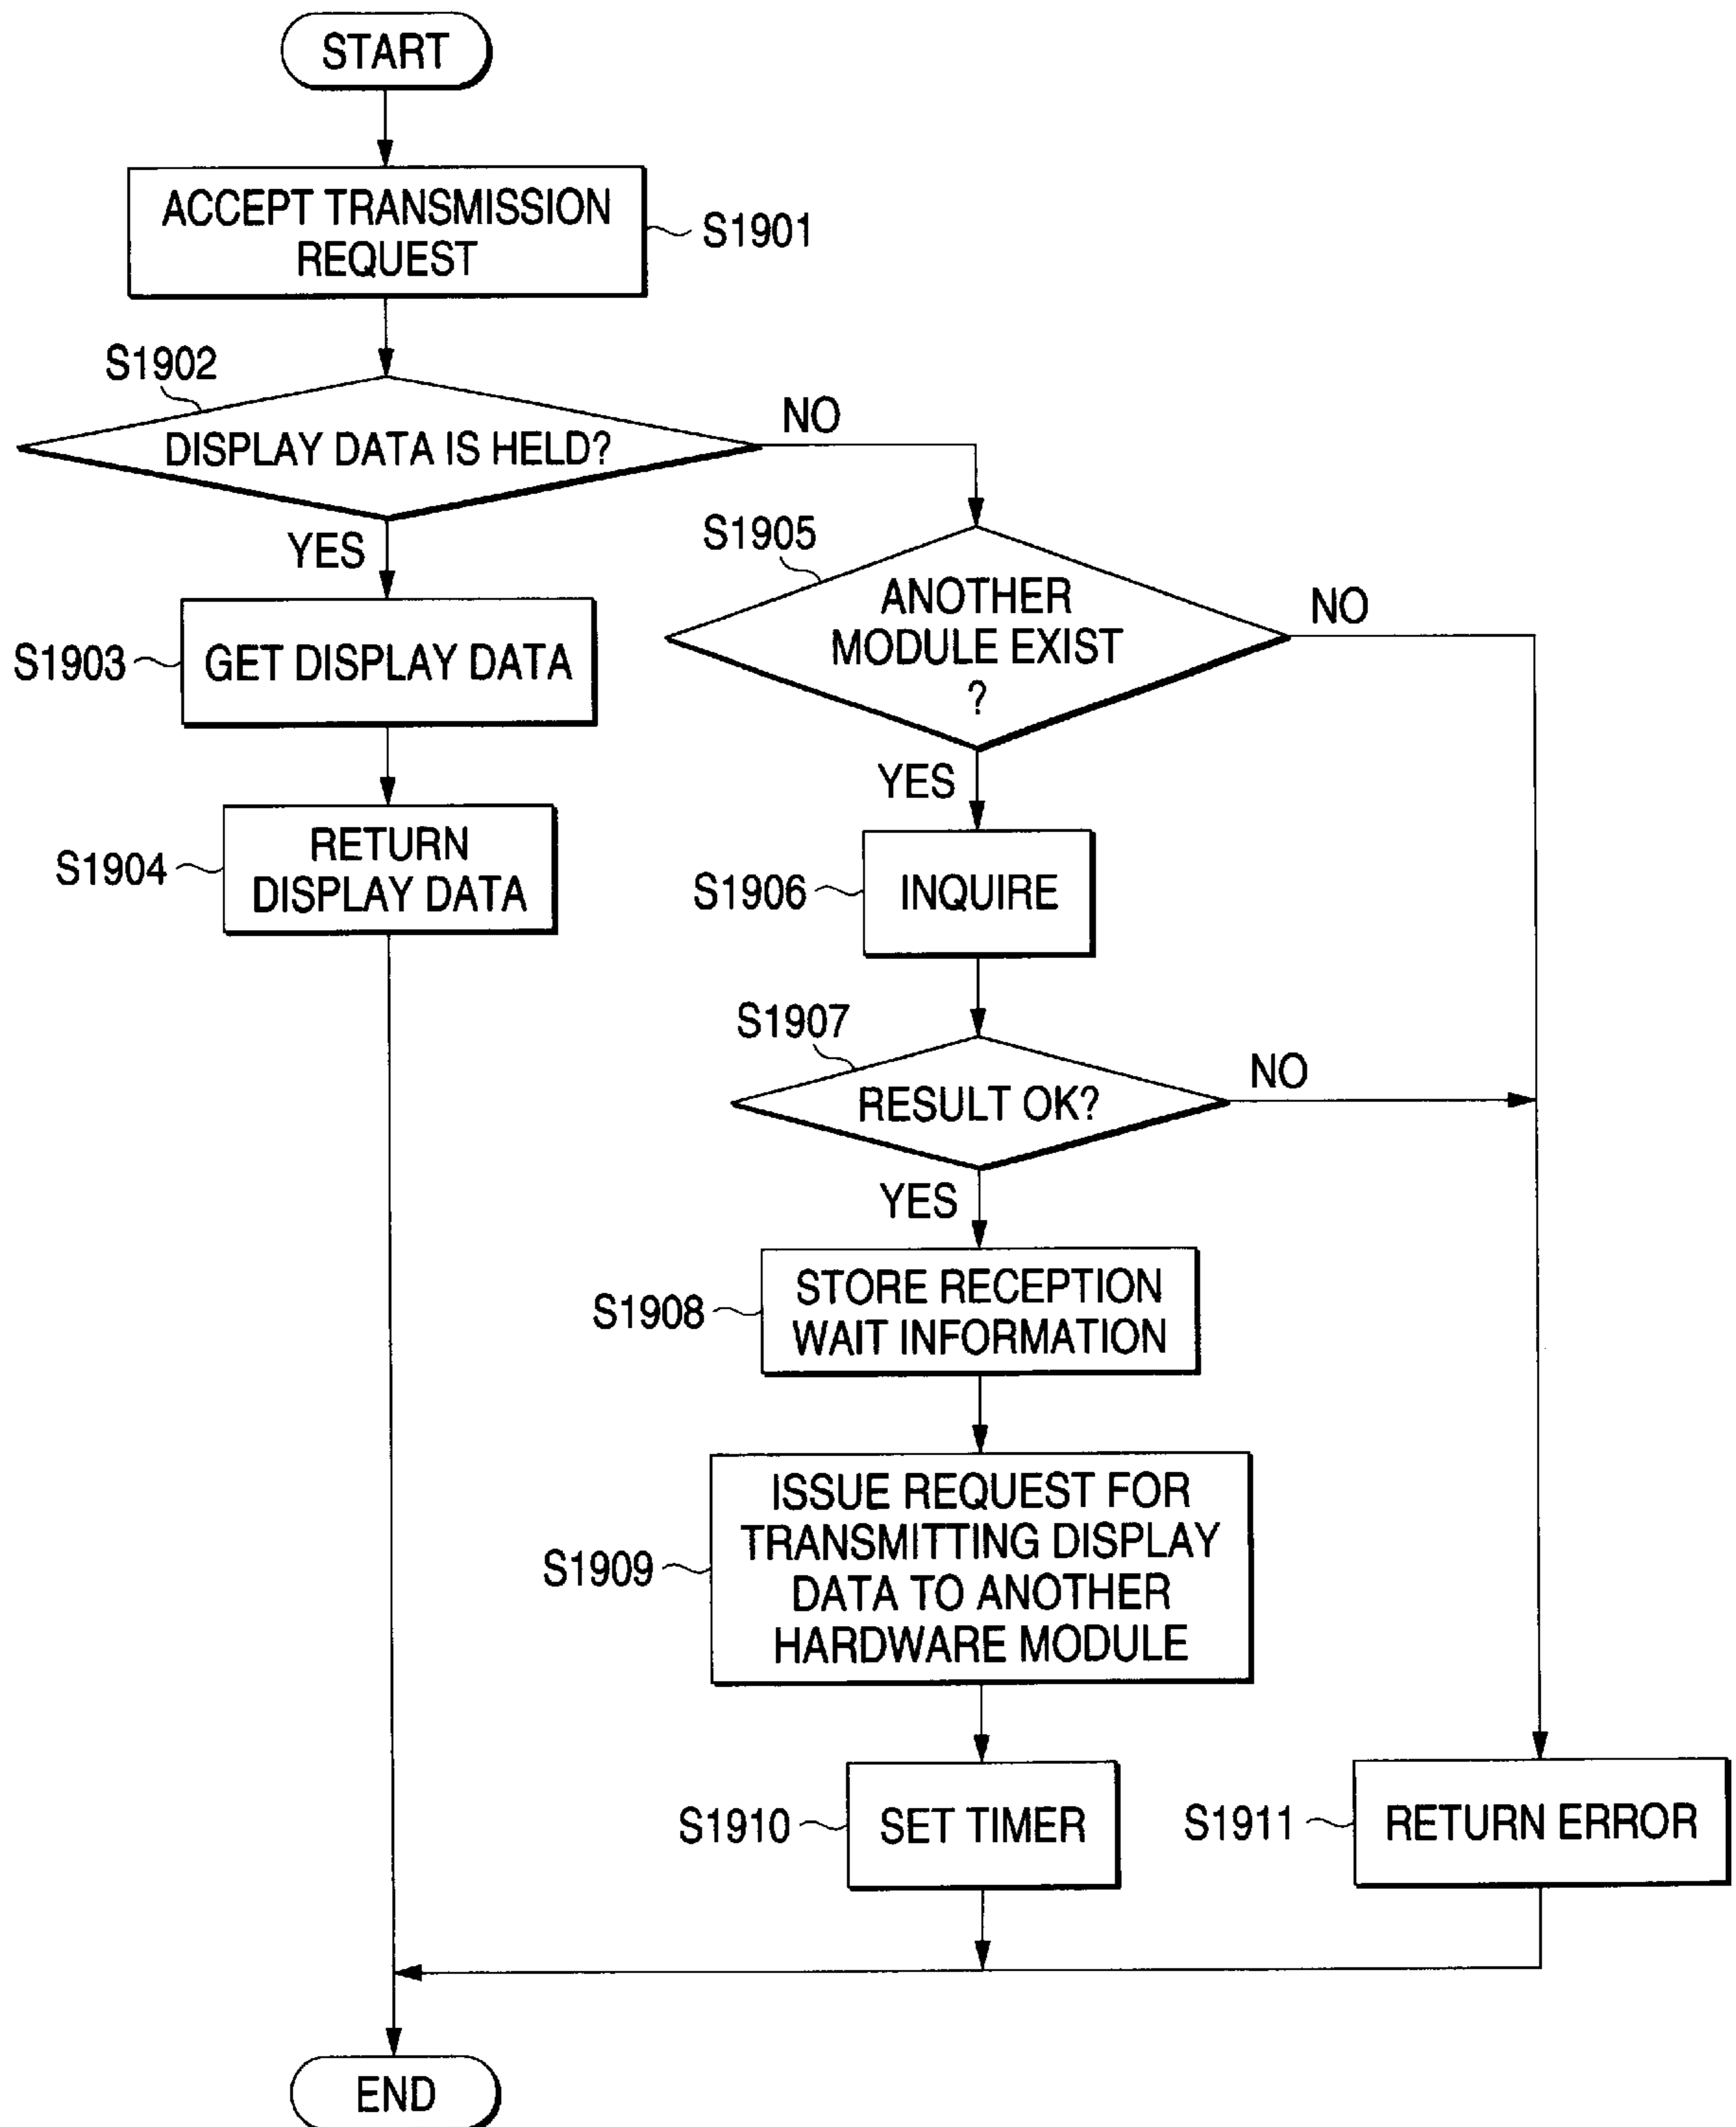 START
ACCEPT TRANSMISSION
REQUEST
S1901
S1902
DISPLAY DATA IS HELD?
NO
YES
S1903
GET DISPLAY DATA
S1904
RETURN
DISPLAY DATA
S1905
ANOTHER
MODULE EXIST
?
NO
YES
S1906
INQUIRE
S1907
RESULT OK?
NO
YES
S1908
STORE RECEPTION
WAIT INFORMATION
S1909
ISSUE REQUEST FOR
TRANSMITTING DISPLAY
DATA TO ANOTHER
HARDWARE MODULE
S1910
SET TIMER
S1911
RETURN ERROR
END